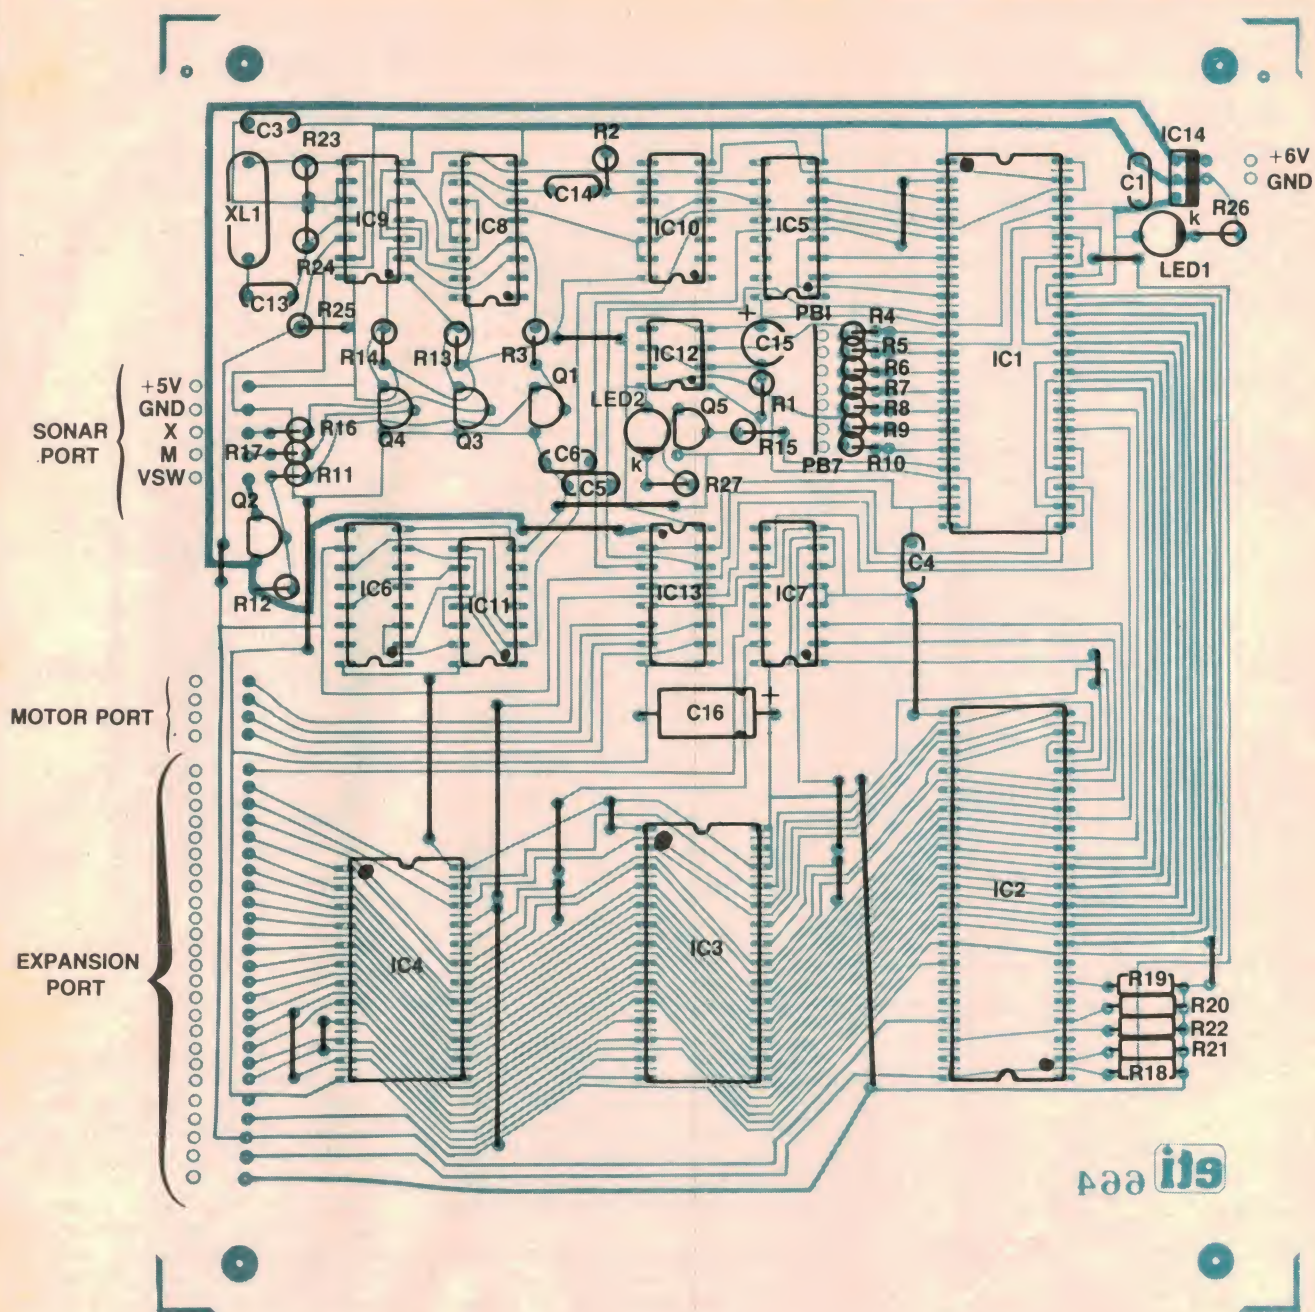 C3
R23
R2
IC14
+6V
GND
C1
XL1
IC9
IC8
C14
IC10
IC5
k
R26
LED1
R24
C13
R25
R14
R13
R3
IC12
+
C15
PB1
R4
R5
R6
R7
R8
R9
R10
PB7
IC1
SONAR
PORT
+5V
GND
X
M
VSW
R16
R17
R11
Q4
Q3
Q1
LED2
Q5
R1
R15
k
C6
C5
R27
Q2
R12
IC6
IC11
IC13
IC7
C4
MOTOR PORT
C16
+
EXPANSION
PORT
IC4
IC3
IC2
R19
R20
R22
R21
R18
eti
664